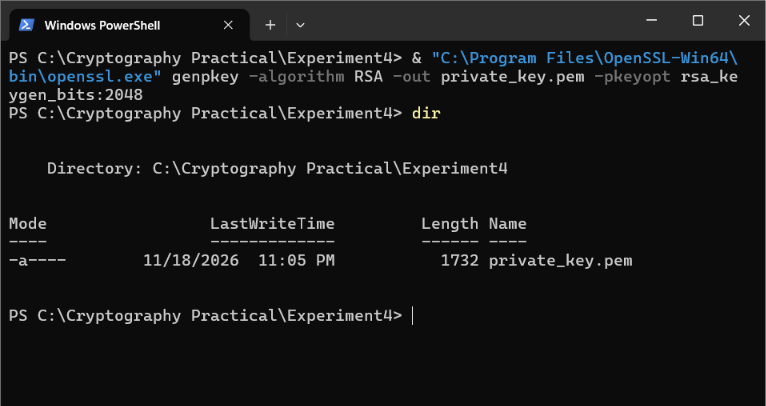 Windows PowerShell
PS C:\Cryptography Practical\Experiment4> & "C:\Program Files\OpenSSL-Win64\
bin\openssl.exe" genpkey -algorithm RSA -out private_key.pem -pkeyopt rsa_ke
ygen_bits:2048
PS C:\Cryptography Practical\Experiment4> dir
Directory: C:\Cryptography Practical\Experiment4
Mode LastWriteTime Length Name
---- ------------- ------ ----
-a---- 11/18/2026 11:05 PM 1732 private_key.pem
PS C:\Cryptography Practical\Experiment4>